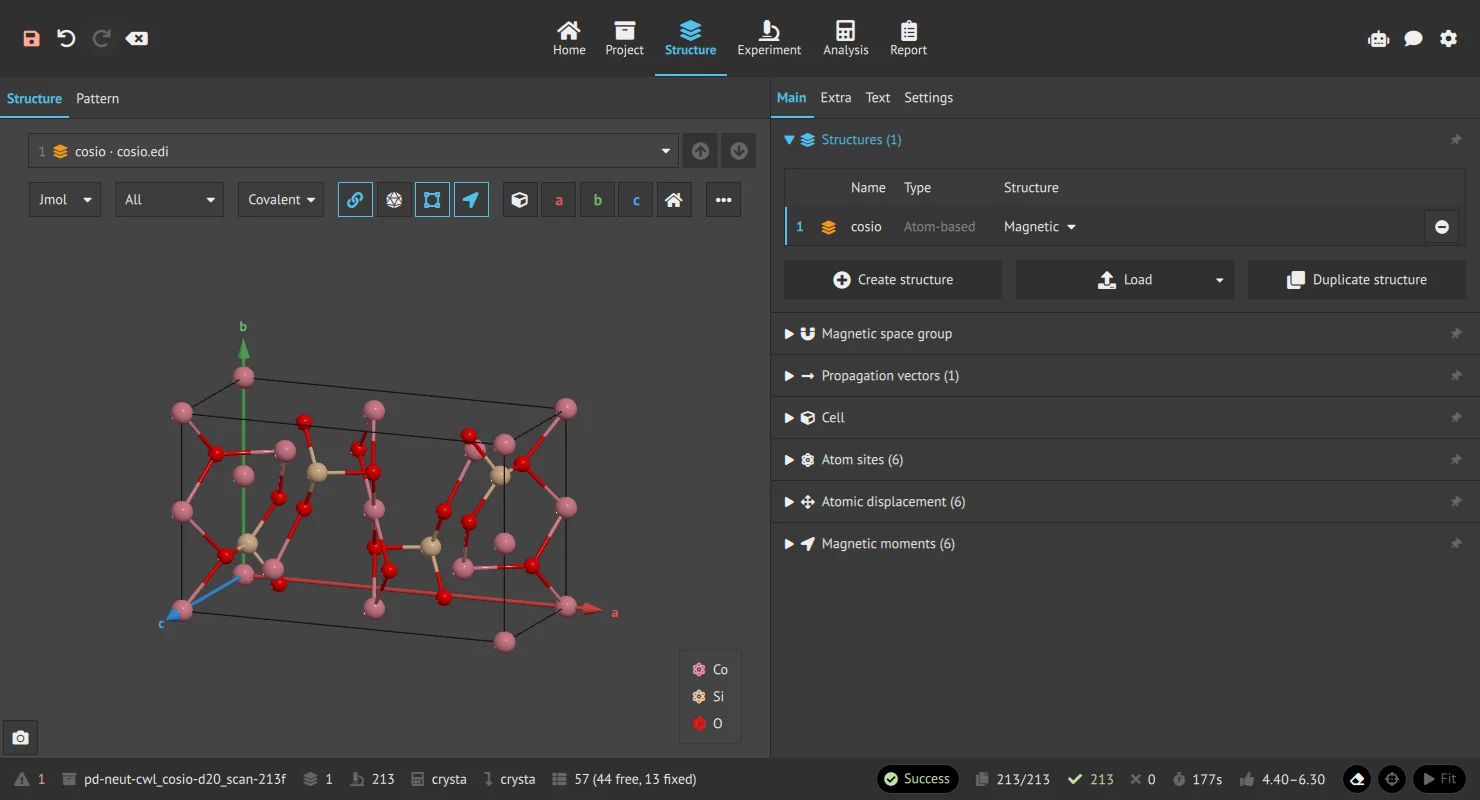 Home Project Structure Experiment Analysis Report
Structure Pattern
Main Extra Text Settings
1 cosio · cosio.edi
Jmol All Covalent a b c
b
a
c
Co
Si
O
Structures (1)
Name Type Structure
1 cosio Atom-based Magnetic
Create structure Load Duplicate structure
Magnetic space group
Propagation vectors (1)
Cell
Atom sites (6)
Atomic displacement (6)
Magnetic moments (6)
1 pd-neut-cwl_cosio-d20_scan-213f 1 213 crysta crysta 57 (44 free, 13 fixed) Success 213/213 213 0 177s 4.40–6.30 Fit